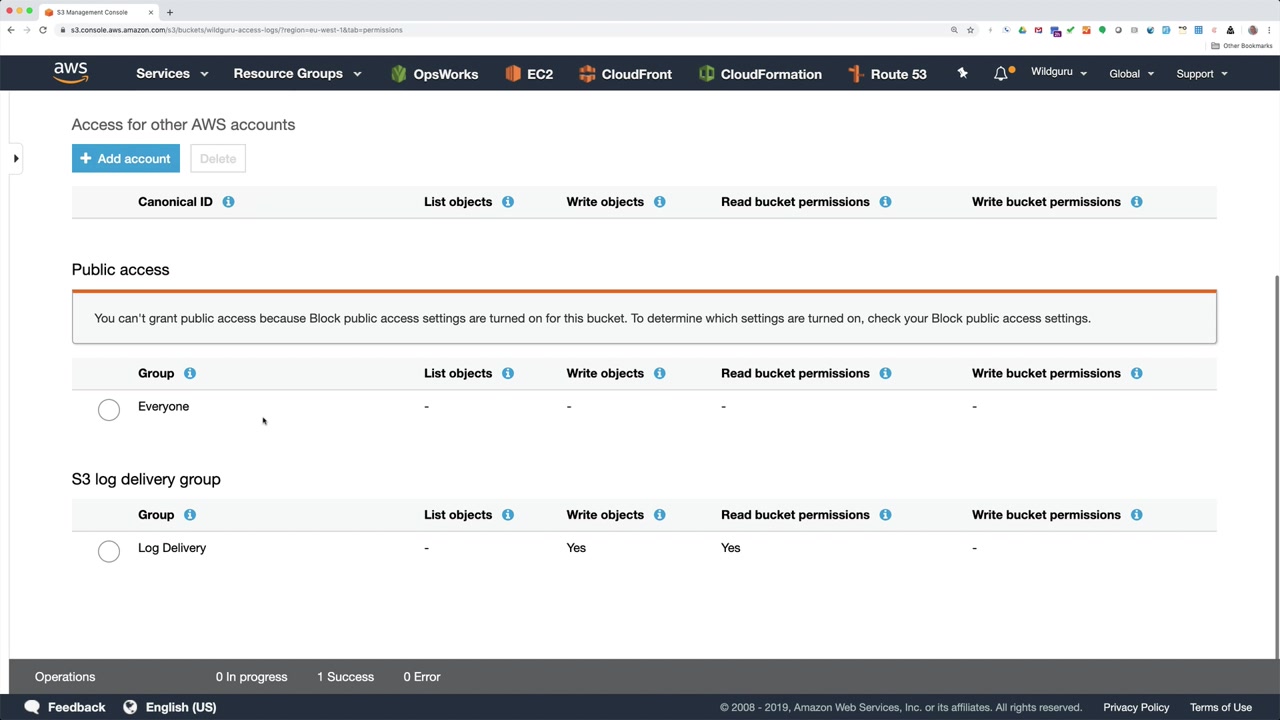 S3 Management Console
s3.console.aws.amazon.com/s3/buckets/wildguru-access-logs/?region=eu-west-1&tab=permissions
Other Bookmarks
aws Services Resource Groups OpsWorks EC2 CloudFront CloudFormation Route 53 Wildguru Global Support
Access for other AWS accounts
Add account Delete
Canonical ID List objects Write objects Read bucket permissions Write bucket permissions
Public access
You can't grant public access because Block public access settings are turned on for this bucket. To determine which settings are turned on, check your Block public access settings.
Group List objects Write objects Read bucket permissions Write bucket permissions
Everyone - - - -
S3 log delivery group
Group List objects Write objects Read bucket permissions Write bucket permissions
Log Delivery - Yes Yes -
Operations 0 In progress 1 Success 0 Error
Feedback English (US) © 2008 - 2019, Amazon Web Services, Inc. or its affiliates. All rights reserved. Privacy Policy Terms of Use